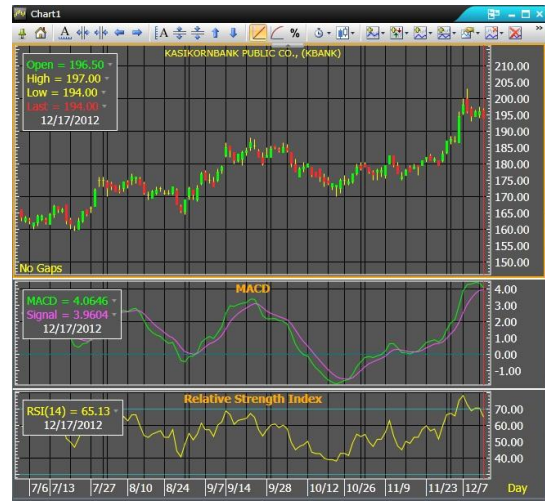 Chart1
A
A
%
KASIKORNBANK PUBLIC CO., (KBANK)
Open = 196.50
High = 197.00
Low = 194.00
Last = 194.00
12/17/2012
210.00
205.00
200.00
195.00
190.00
185.00
180.00
175.00
170.00
165.00
160.00
155.00
150.00
No Gaps
MACD
MACD = 4.0646
Signal = 3.9604
12/17/2012
4.00
3.00
2.00
1.00
0.00
-1.00
Relative Strength Index
RSI(14) = 65.13
12/17/2012
70.00
60.00
50.00
40.00
7/6 7/13 7/27 8/10 8/24 9/7 9/14 9/28 10/12 10/26 11/9 11/23 12/7 Day